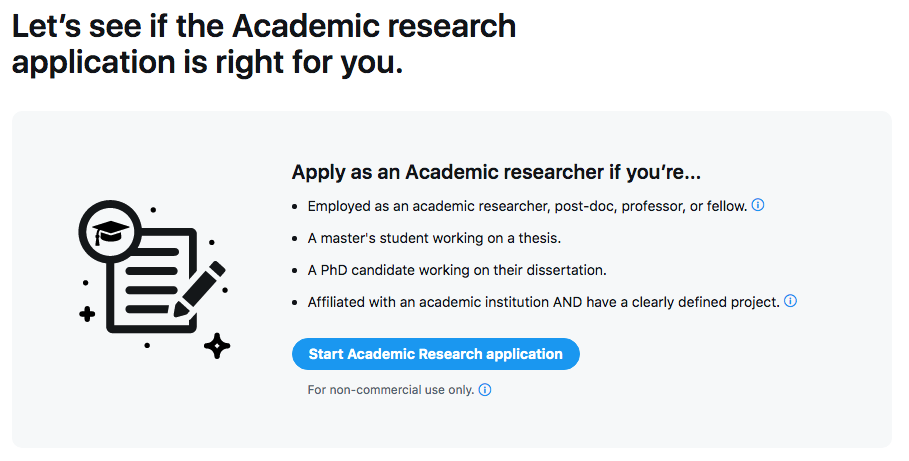 Let's see if the Academic research
application is right for you.
Apply as an Academic researcher if you're...
• Employed as an academic researcher, post-doc, professor, or fellow.
• A master's student working on a thesis.
• A PhD candidate working on their dissertation.
• Affiliated with an academic institution AND have a clearly defined project.
Start Academic Research application
For non-commercial use only.